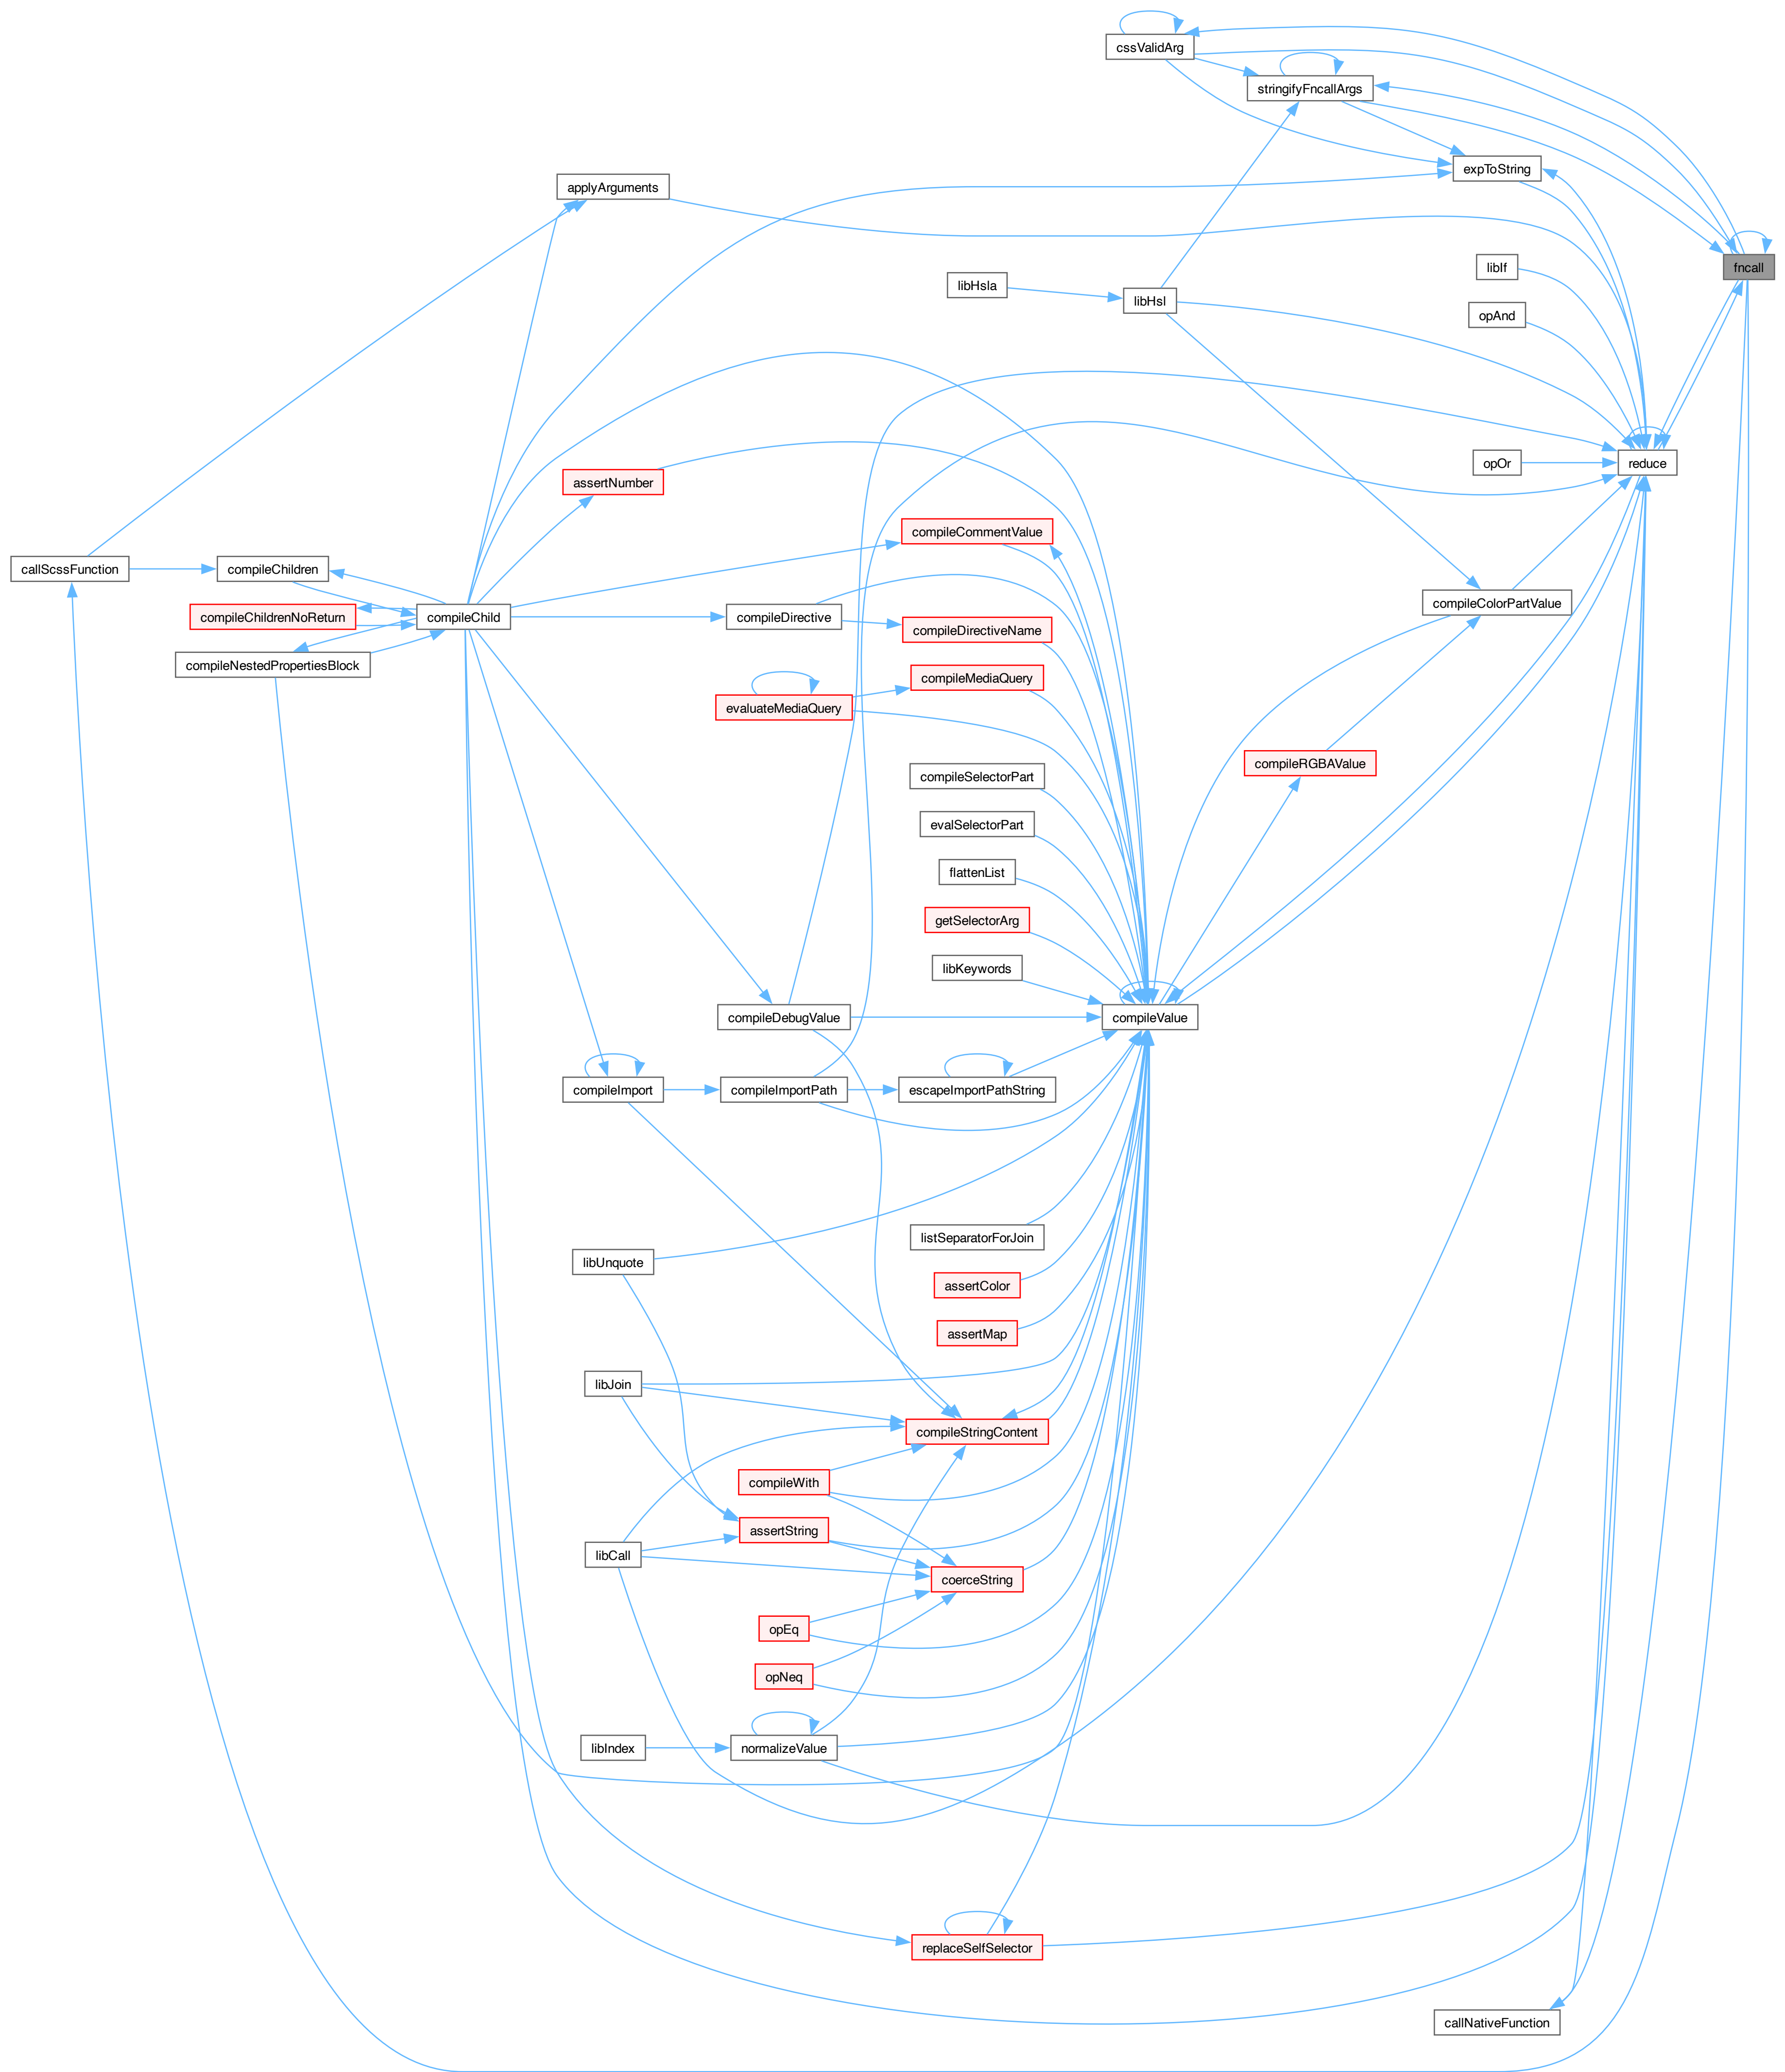 cssValidArg
stringifyFncallArgs
expToString
applyArguments
fncall
libIf
libHsla
libHsl
opAnd
opOr
reduce
assertNumber
compileCommentValue
callScssFunction
compileChildren
compileColorPartValue
compileChildrenNoReturn
compileChild
compileDirective
compileDirectiveName
compileNestedPropertiesBlock
compileMediaQuery
evaluateMediaQuery
compileRGBAValue
compileSelectorPart
evalSelectorPart
flattenList
getSelectorArg
libKeywords
compileDebugValue
compileValue
compileImport
compileImportPath
escapeImportPathString
listSeparatorForJoin
libUnquote
assertColor
assertMap
libJoin
compileStringContent
compileWith
assertString
libCall
coerceString
opEq
opNeq
libIndex
normalizeValue
replaceSelfSelector
callNativeFunction